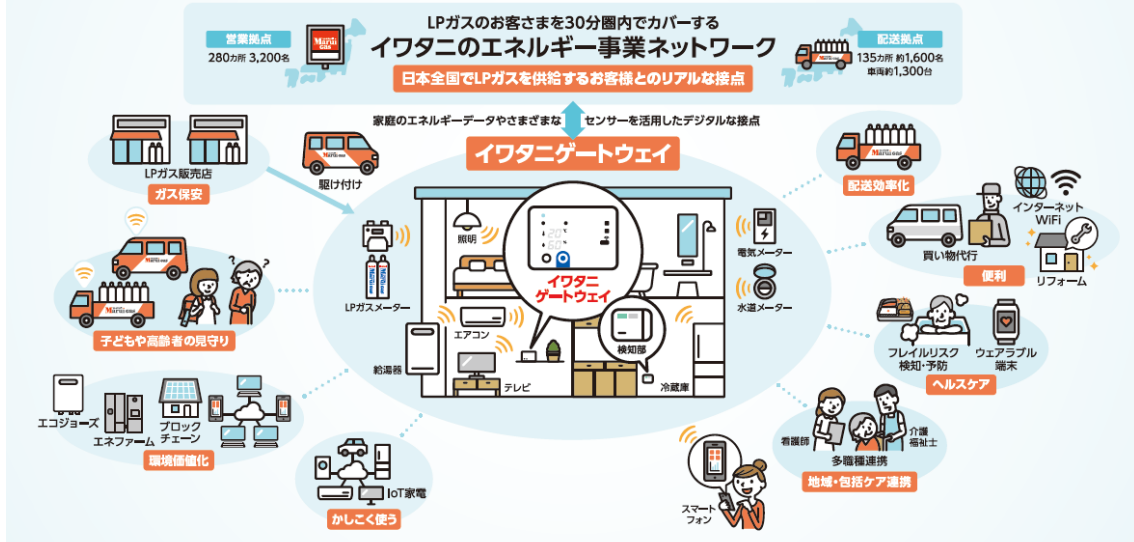 LPガスのお客さまを30分圏内でカバーする
イワタニのエネルギー事業ネットワーク
日本全国でLPガスを供給するお客様とのリアルな接点
営業拠点
280カ所 3,200名
配送拠点
135カ所 約1,600名
車両約1,300台
家庭のエネルギーデータやさまざまな センサーを活用したデジタルな接点
イワタニゲートウェイ
LPガス販売店
ガス保安
駆け付け
子どもや高齢者の見守り
エコジョーズ
エネファーム
ブロック
チェーン
環境価値化
IoT家電
かしこく使う
LPガスメーター
給湯器
照明
エアコン
テレビ
イワタニ
ゲートウェイ
検知部
冷蔵庫
電気メーター
水道メーター
配送効率化
買い物代行
インターネット
WiFi
リフォーム
便利
フレイルリスク
検知・予防
ウェアラブル
端末
ヘルスケア
看護師
介護
福祉士
多職種連携
地域・包括ケア連携
スマート
フォン